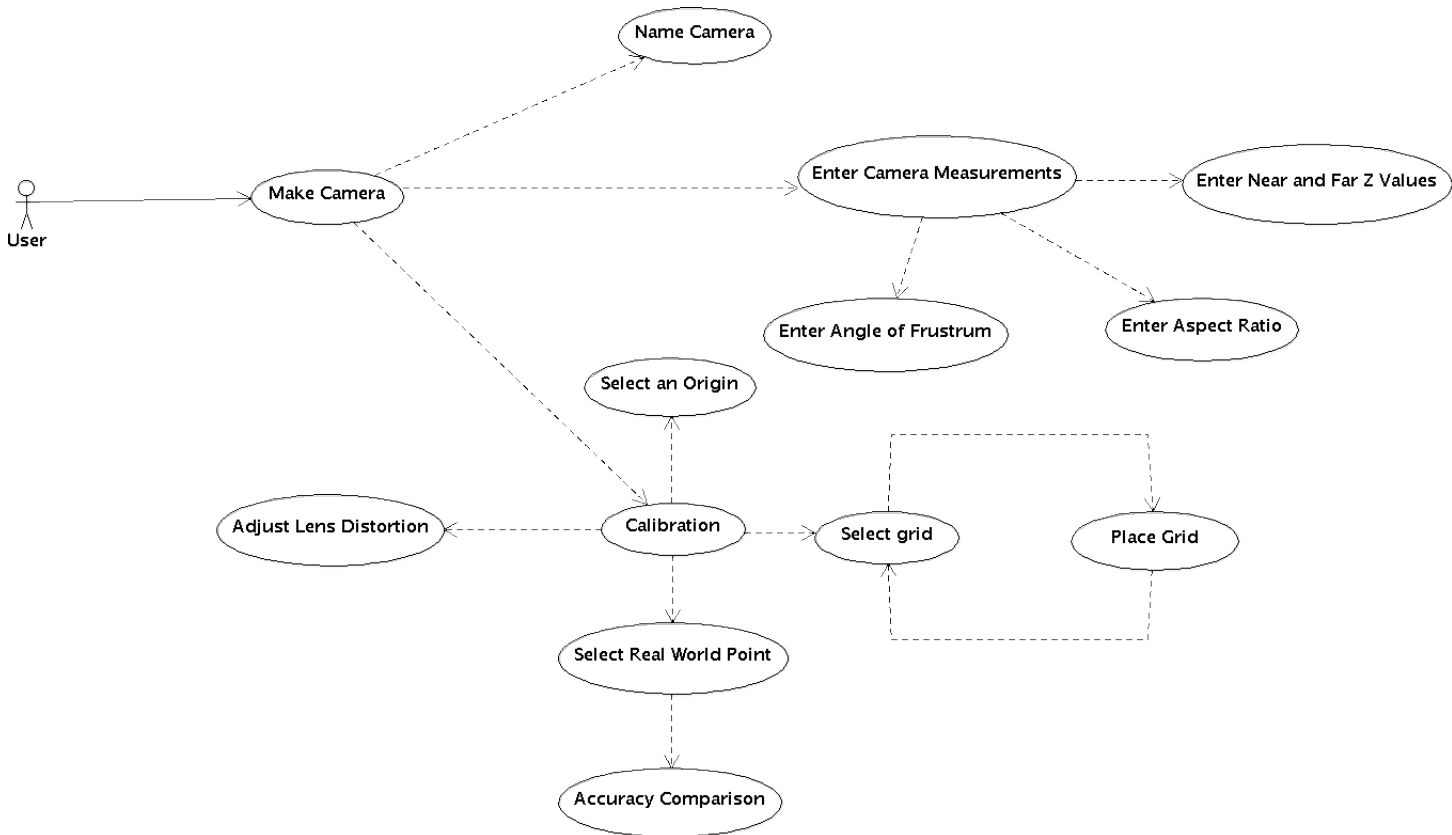 Name Camera
Enter Camera Measurements
Enter Near and Far Z Values
Make Camera
User
Enter Angle of Frustrum
Enter Aspect Ratio
Select an Origin
Adjust Lens Distortion
Calibration
Select grid
Place Grid
Select Real World Point
Accuracy Comparison